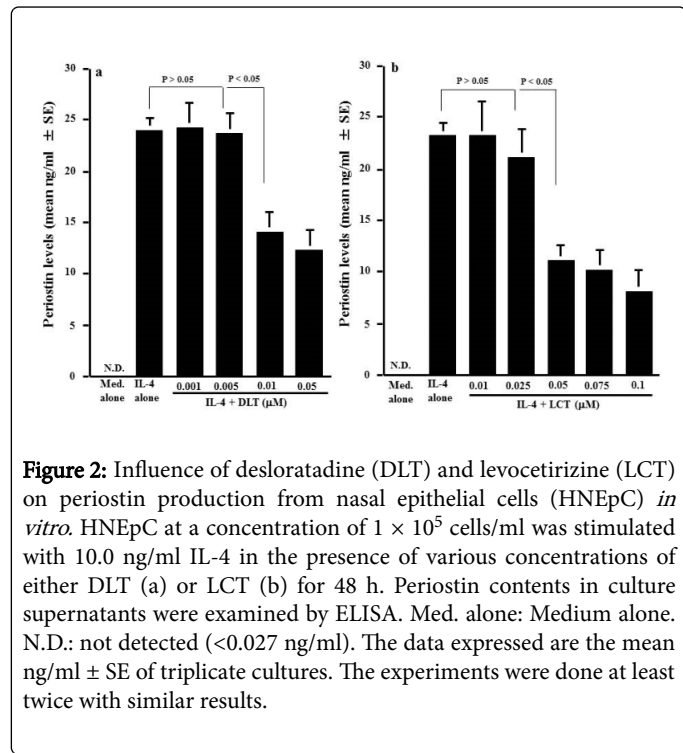 a
P > 0.05
P < 0.05
Periostin levels (mean ng/ml ± SE)
30
25
20
15
10
5
0
N.D.
Med. alone
IL-4 alone
0.001 0.005 0.01 0.05
IL-4 + DLT (µM)
b
P > 0.05
P < 0.05
Periostin levels (mean ng/ml ± SE)
30
25
20
15
10
5
0
N.D.
Med. alone
IL-4 alone
0.01 0.025 0.05 0.075 0.1
IL-4 + LCT (µM)
Figure 2: Influence of desloratadine (DLT) and levocetirizine (LCT)
on periostin production from nasal epithelial cells (HNEpC) in
vitro. HNEpC at a concentration of 1 × 10⁵ cells/ml was stimulated
with 10.0 ng/ml IL-4 in the presence of various concentrations of
either DLT (a) or LCT (b) for 48 h. Periostin contents in culture
supernatants were examined by ELISA. Med. alone: Medium alone.
N.D.: not detected (<0.027 ng/ml). The data expressed are the mean
ng/ml ± SE of triplicate cultures. The experiments were done at least
twice with similar results.